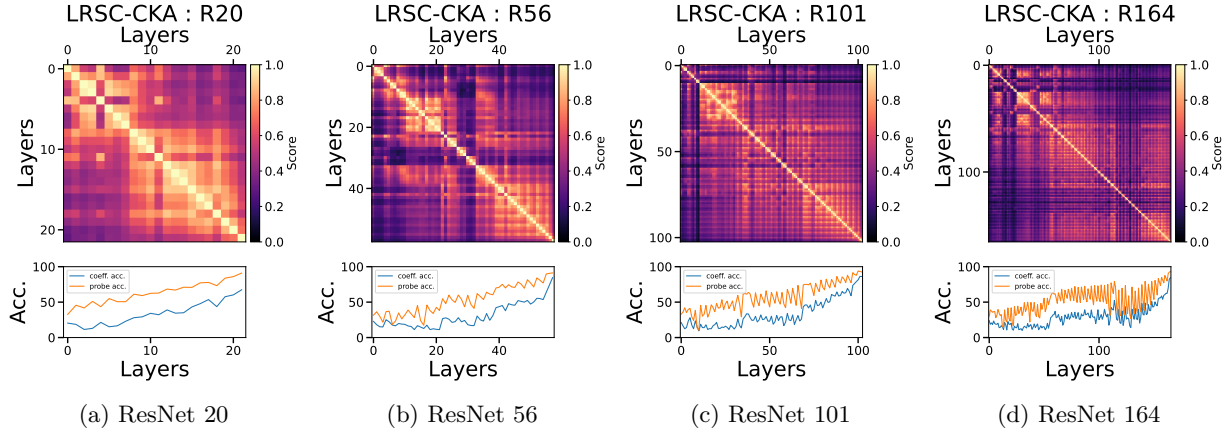 LRSC-CKA : R20
Layers
0 10 20
0
10
20
Layers
1.0
0.8
0.6
0.4
0.2
0.0
Score
100
50
0
Acc.
coeff. acc.
probe acc.
0 10 20
Layers
(a) ResNet 20
LRSC-CKA : R56
Layers
0 20 40
0
20
40
Layers
1.0
0.8
0.6
0.4
0.2
0.0
Score
100
50
0
Acc.
coeff. acc.
probe acc.
0 20 40
Layers
(b) ResNet 56
LRSC-CKA : R101
Layers
0 50 100
0
50
100
Layers
1.0
0.8
0.6
0.4
0.2
0.0
Score
100
50
0
Acc.
coeff. acc.
probe acc.
0 50 100
Layers
(c) ResNet 101
LRSC-CKA : R164
Layers
0 100
0
100
Layers
1.0
0.8
0.6
0.4
0.2
0.0
Score
100
50
0
Acc.
coeff. acc.
probe acc.
0 100
Layers
(d) ResNet 164